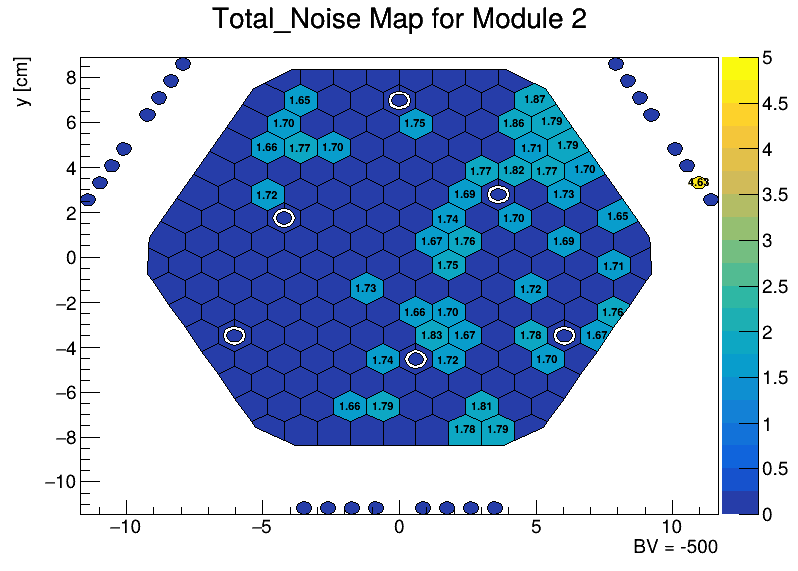 Total_Noise Map for Module 2
y [cm]
8
6
4
2
0
−2
−4
−6
−8
−10
1.65 1.87
1.70 1.75 1.86 1.79
1.66 1.77 1.70 1.71 1.79
1.77 1.82 1.77 1.70
4.63
1.72 1.69 1.73
1.74 1.70 1.65
1.67 1.76 1.69
1.75 1.71
1.73 1.72
1.66 1.70 1.76
1.83 1.67 1.78 1.67
1.74 1.72 1.70
1.66 1.79 1.81
1.78 1.79
−10 −5 0 5 10
BV = -500
5
4.5
4
3.5
3
2.5
2
1.5
1
0.5
0